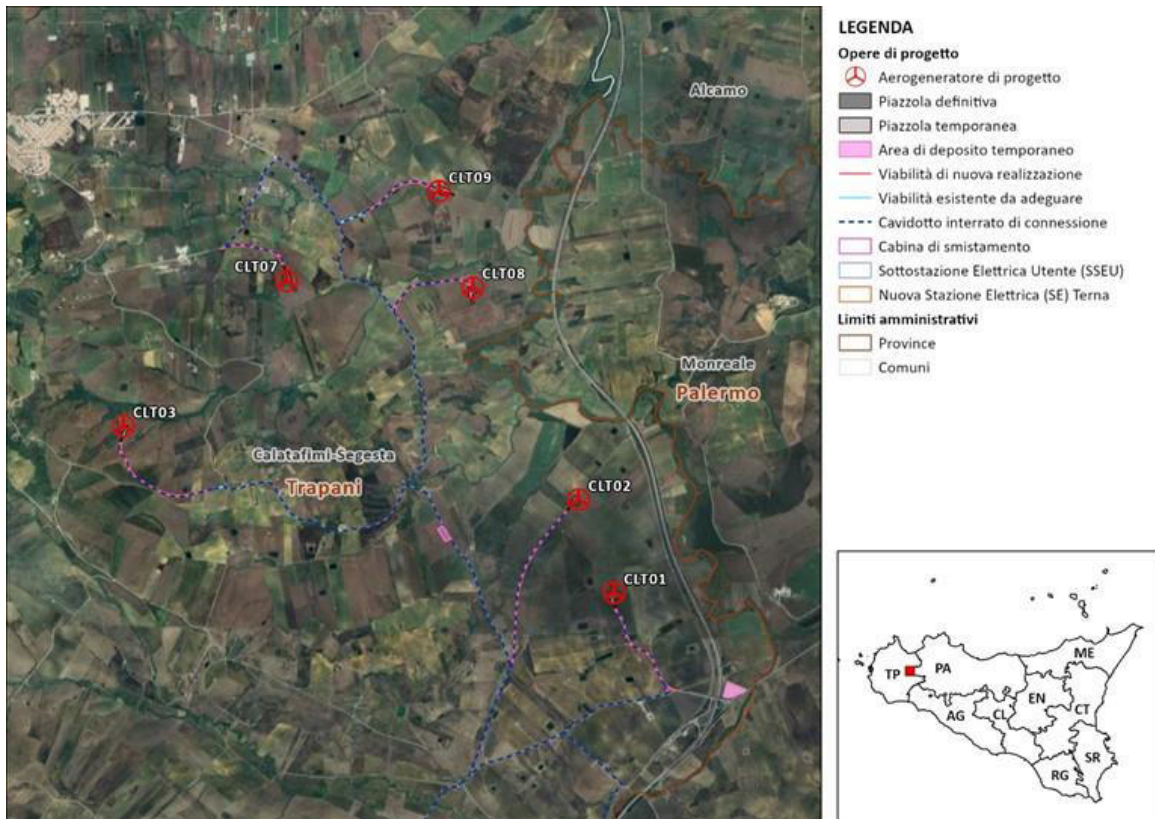 Alcamo
CLT09
CLT07
CLT08
Monreale
Palermo
CLT03
Calatafimi-Segesta
Trapani
CLT02
CLT01
LEGENDA
Opere di progetto
Aerogeneratore di progetto
Piazzola definitiva
Piazzola temporanea
Area di deposito temporaneo
Viabilità di nuova realizzazione
Viabilità esistente da adeguare
Cavidotto interrato di connessione
Cabina di smistamento
Sottostazione Elettrica Utente (SSEU)
Nuova Stazione Elettrica (SE) Terna
Limiti amministrativi
Province
Comuni
ME
TP
PA
EN
CT
AG
CL
SR
RG